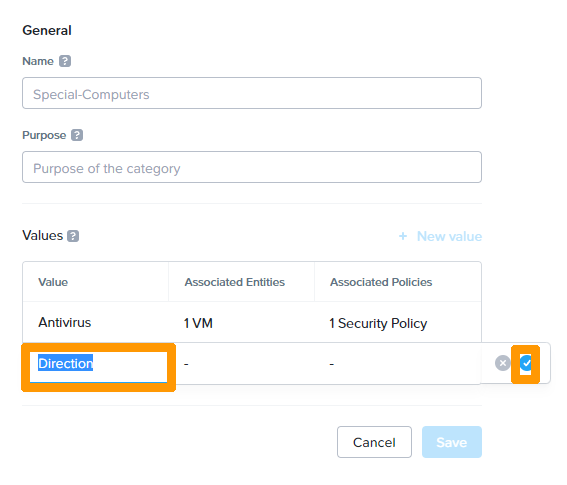 General
Name ?
Special-Computers
Purpose ?
Purpose of the category
Values ? + New value
Value Associated Entities Associated Policies
Antivirus 1 VM 1 Security Policy
Direction - -
Cancel Save